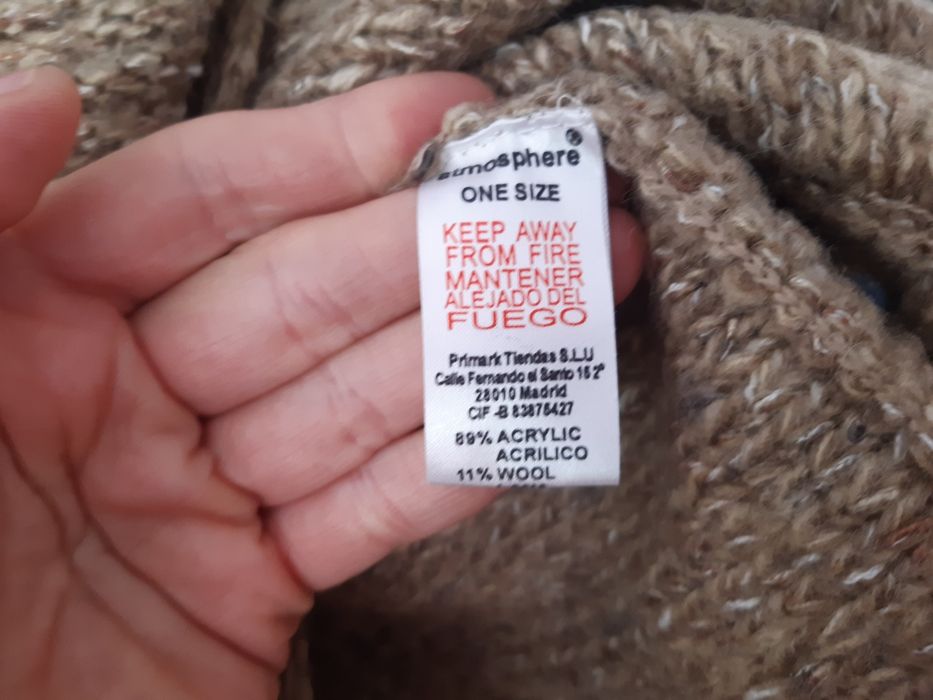 atmosphere
ONE SIZE
KEEP AWAY
FROM FIRE
MANTENER
ALEJADO DEL
FUEGO
Primark Tiendas S.L.U
Calle Fernando el Santo 15 2º
28010 Madrid
CIF -B 83875427
89% ACRYLIC
ACRILICO
11% WOOL